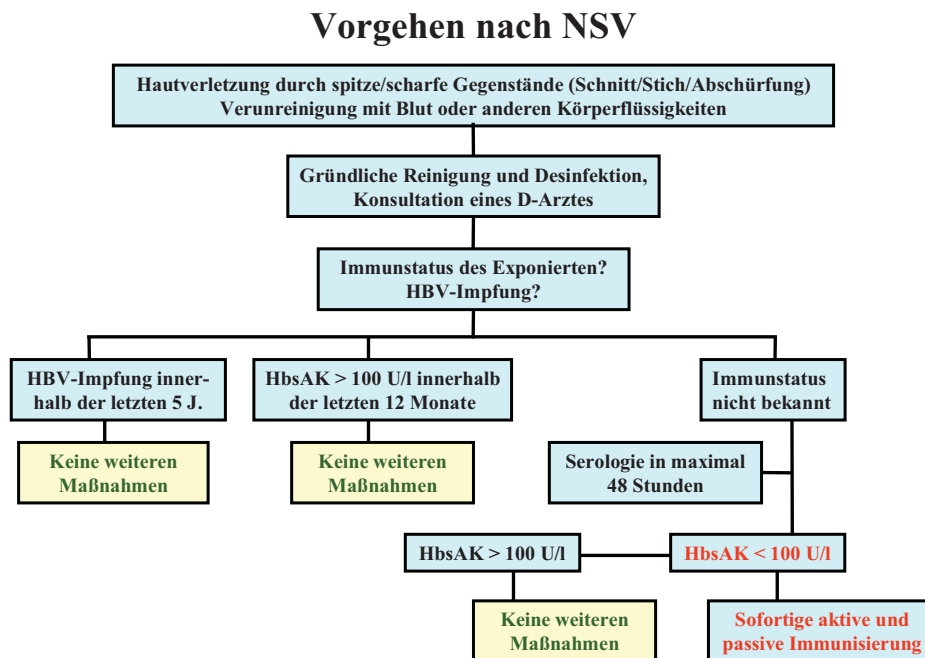 Vorgehen nach NSV
Hautverletzung durch spitze/scharfe Gegenstände (Schnitt/Stich/Abschürfung)
Verunreinigung mit Blut oder anderen Körperflüssigkeiten
Gründliche Reinigung und Desinfektion,
Konsultation eines D-Arztes
Immunstatus des Exponierten?
HBV-Impfung?
HBV-Impfung inner-
halb der letzten 5 J.
HbsAK > 100 U/l innerhalb
der letzten 12 Monate
Immunstatus
nicht bekannt
Keine weiteren
Maßnahmen
Keine weiteren
Maßnahmen
Serologie in maximal
48 Stunden
HbsAK > 100 U/l
HbsAK < 100 U/l
Keine weiteren
Maßnahmen
Sofortige aktive und
passive Immunisierung